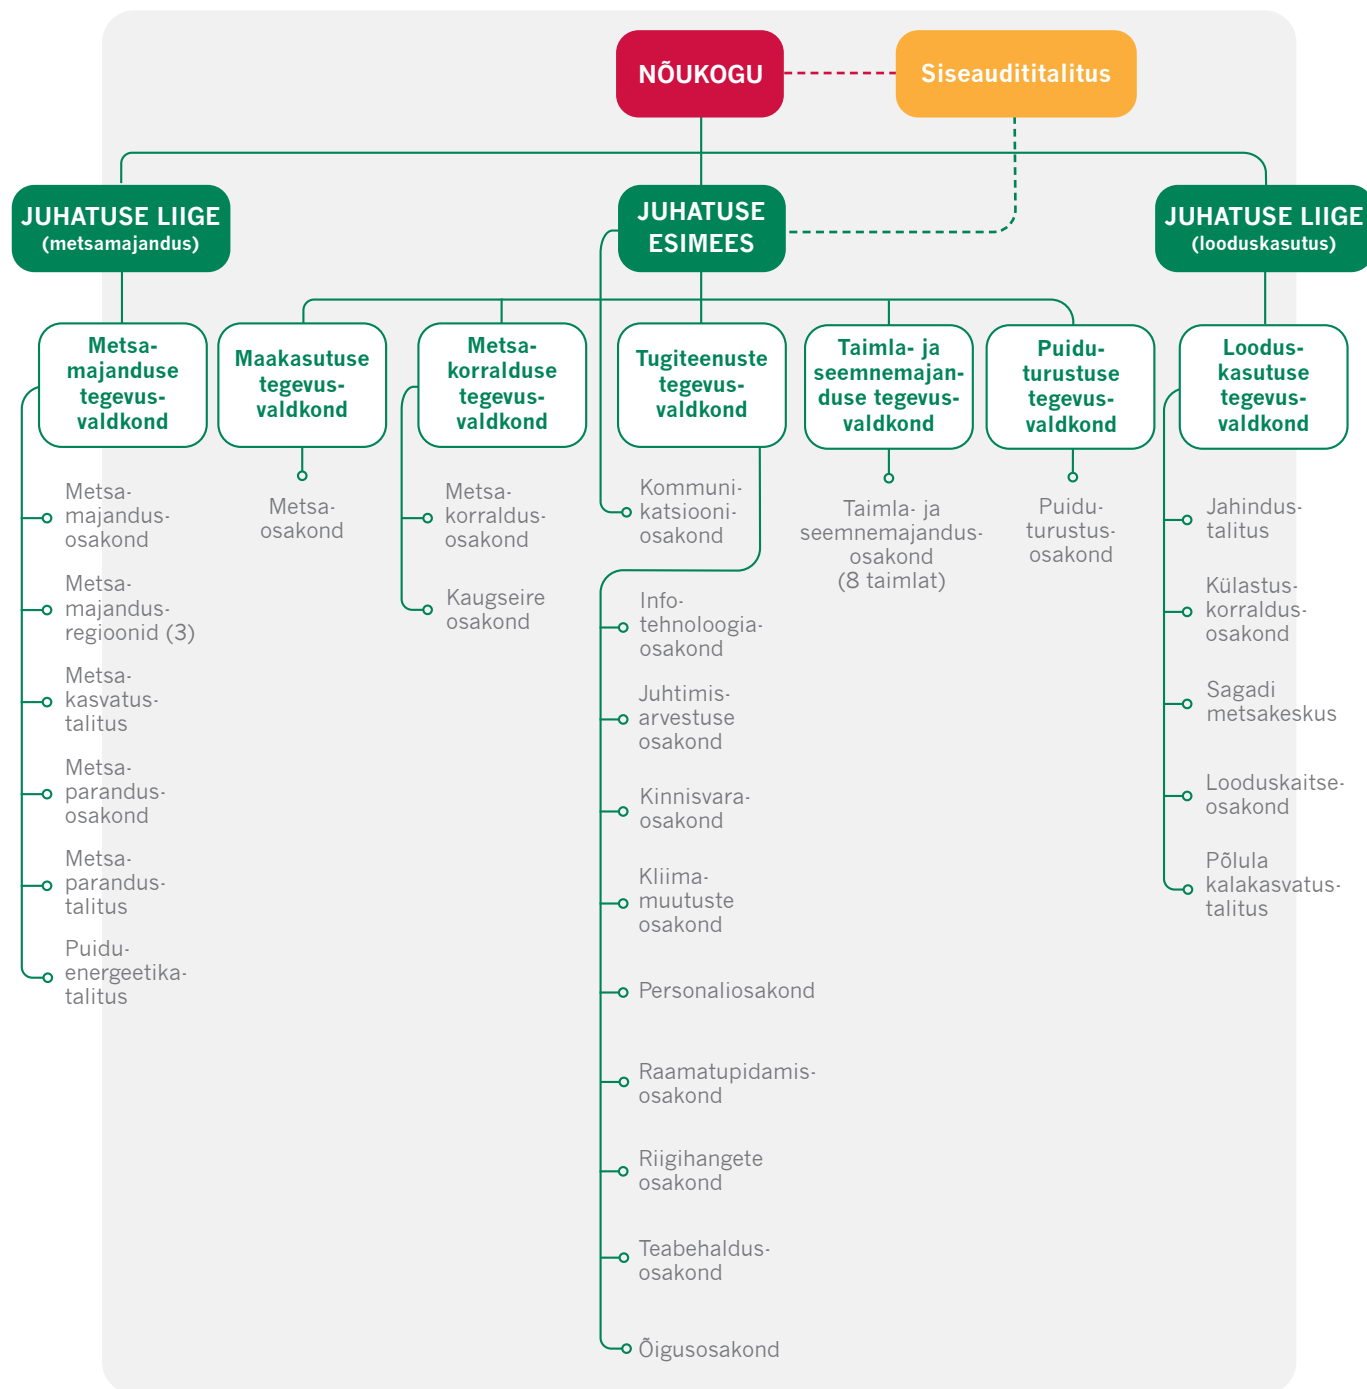 NÕUKOGU
Siseaudititalitus
JUHATUSE LIIGE
(metsamajandus)
JUHATUSE
ESIMEES
JUHATUSE LIIGE
(looduskasutus)
Metsa-
majanduse
tegevus-
valdkond
Maakasutuse
tegevus-
valdkond
Metsa-
korralduse
tegevus-
valdkond
Tugiteenuste
tegevus-
valdkond
Taimla- ja
seemnemajan-
duse tegevus-
valdkond
Puidu-
turustuse
tegevus-
valdkond
Loodus-
kasutuse
tegevus-
valdkond
Metsa-
majandus-
osakond
Metsa-
majandus-
regioonid (3)
Metsa-
kasvatus-
talitus
Metsa-
parandus-
osakond
Metsa-
parandus-
talitus
Puidu-
energeetika-
talitus
Metsa-
osakond
Metsa-
korraldus-
osakond
Kaugseire
osakond
Kommuni-
katsiooni-
osakond
Info-
tehnoloogia-
osakond
Juhtimis-
arvestuse
osakond
Kinnisvara-
osakond
Kliima-
muutuste
osakond
Personaliosakond
Raamatupidamis-
osakond
Riigihangete
osakond
Teabehaldus-
osakond
Õigusosakond
Taimla- ja
seemnemajandus-
osakond
(8 taimlat)
Puidu-
turustus-
osakond
Jahindus-
talitus
Külastus-
korraldus-
osakond
Sagadi
metsakeskus
Looduskaitse-
osakond
Põlula
kalakasvatus-
talitus